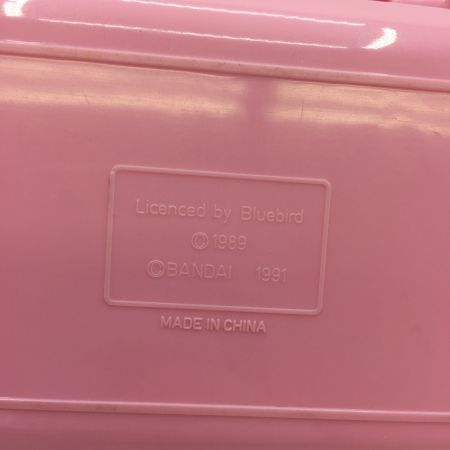 Licenced by Bluebird
©1989
©BANDAI 1991
MADE IN CHINA